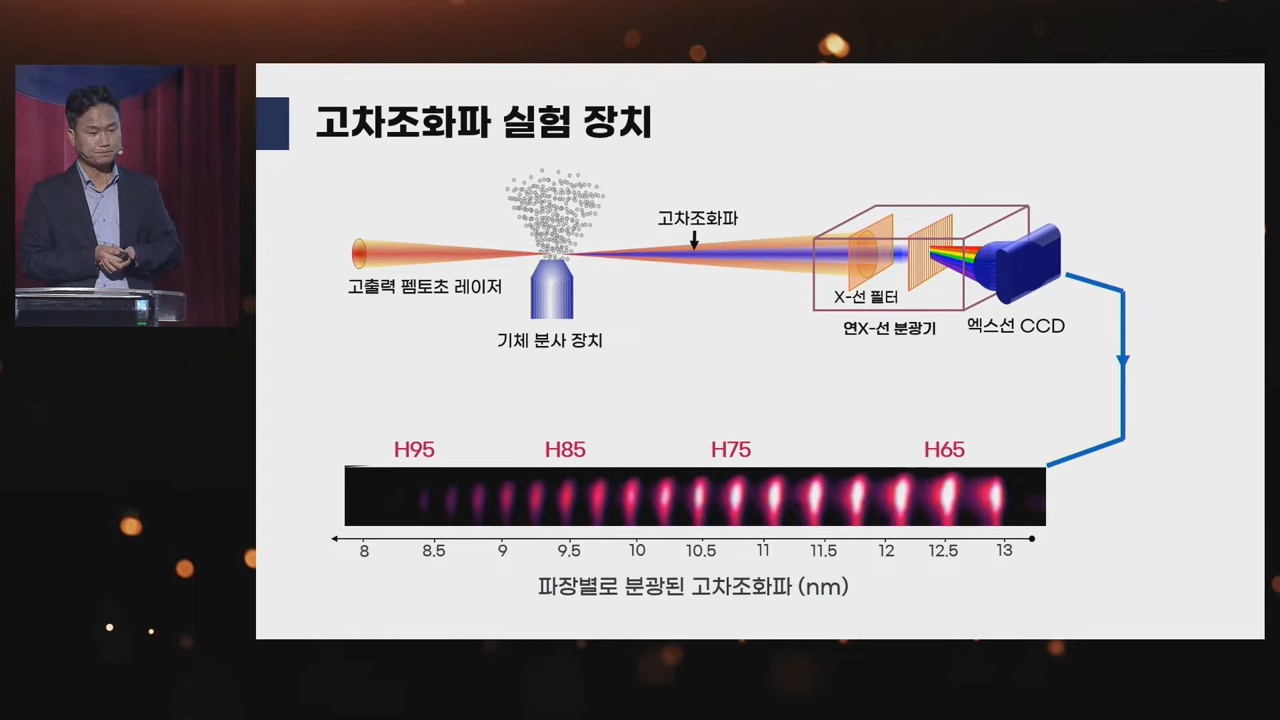 고차조화파 실험 장치
고차조화파
고출력 펨토초 레이저
X-선 필터
기체 분사 장치
연X-선 분광기
엑스선 CCD
H95
H85
H75
H65
8
8.5
9
9.5
10
10.5
11
11.5
12
12.5
13
파장별로 분광된 고차조화파 (nm)